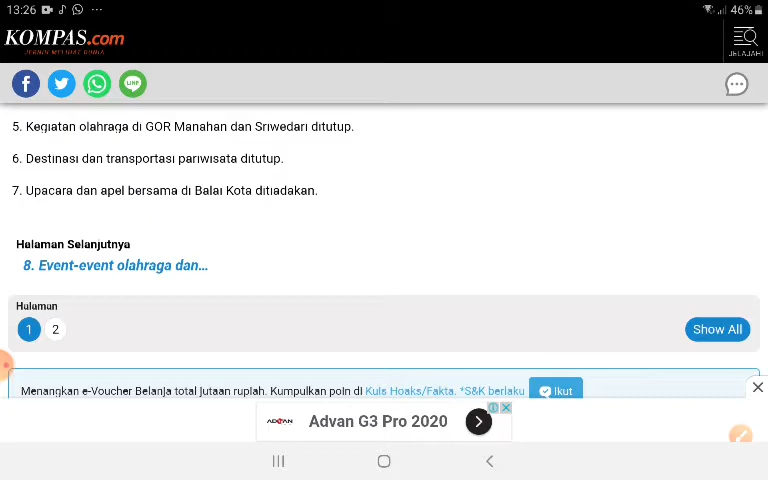 13:26
46%
KOMPAS.com
JERNIH MELIHAT DUNIA
JELAJAHI
LINE
5. Kegiatan olahraga di GOR Manahan dan Sriwedari ditutup.
6. Destinasi dan transportasi pariwisata ditutup.
7. Upacara dan apel bersama di Balai Kota ditiadakan.
Halaman Selanjutnya
8. Event-event olahraga dan...
Halaman
1 2
Show All
Menangkan e-Voucher Belanja total jutaan rupiah. Kumpulkan poin di Kuis Hoaks/Fakta. *S&K berlaku Ikut
ADVAN Advan G3 Pro 2020